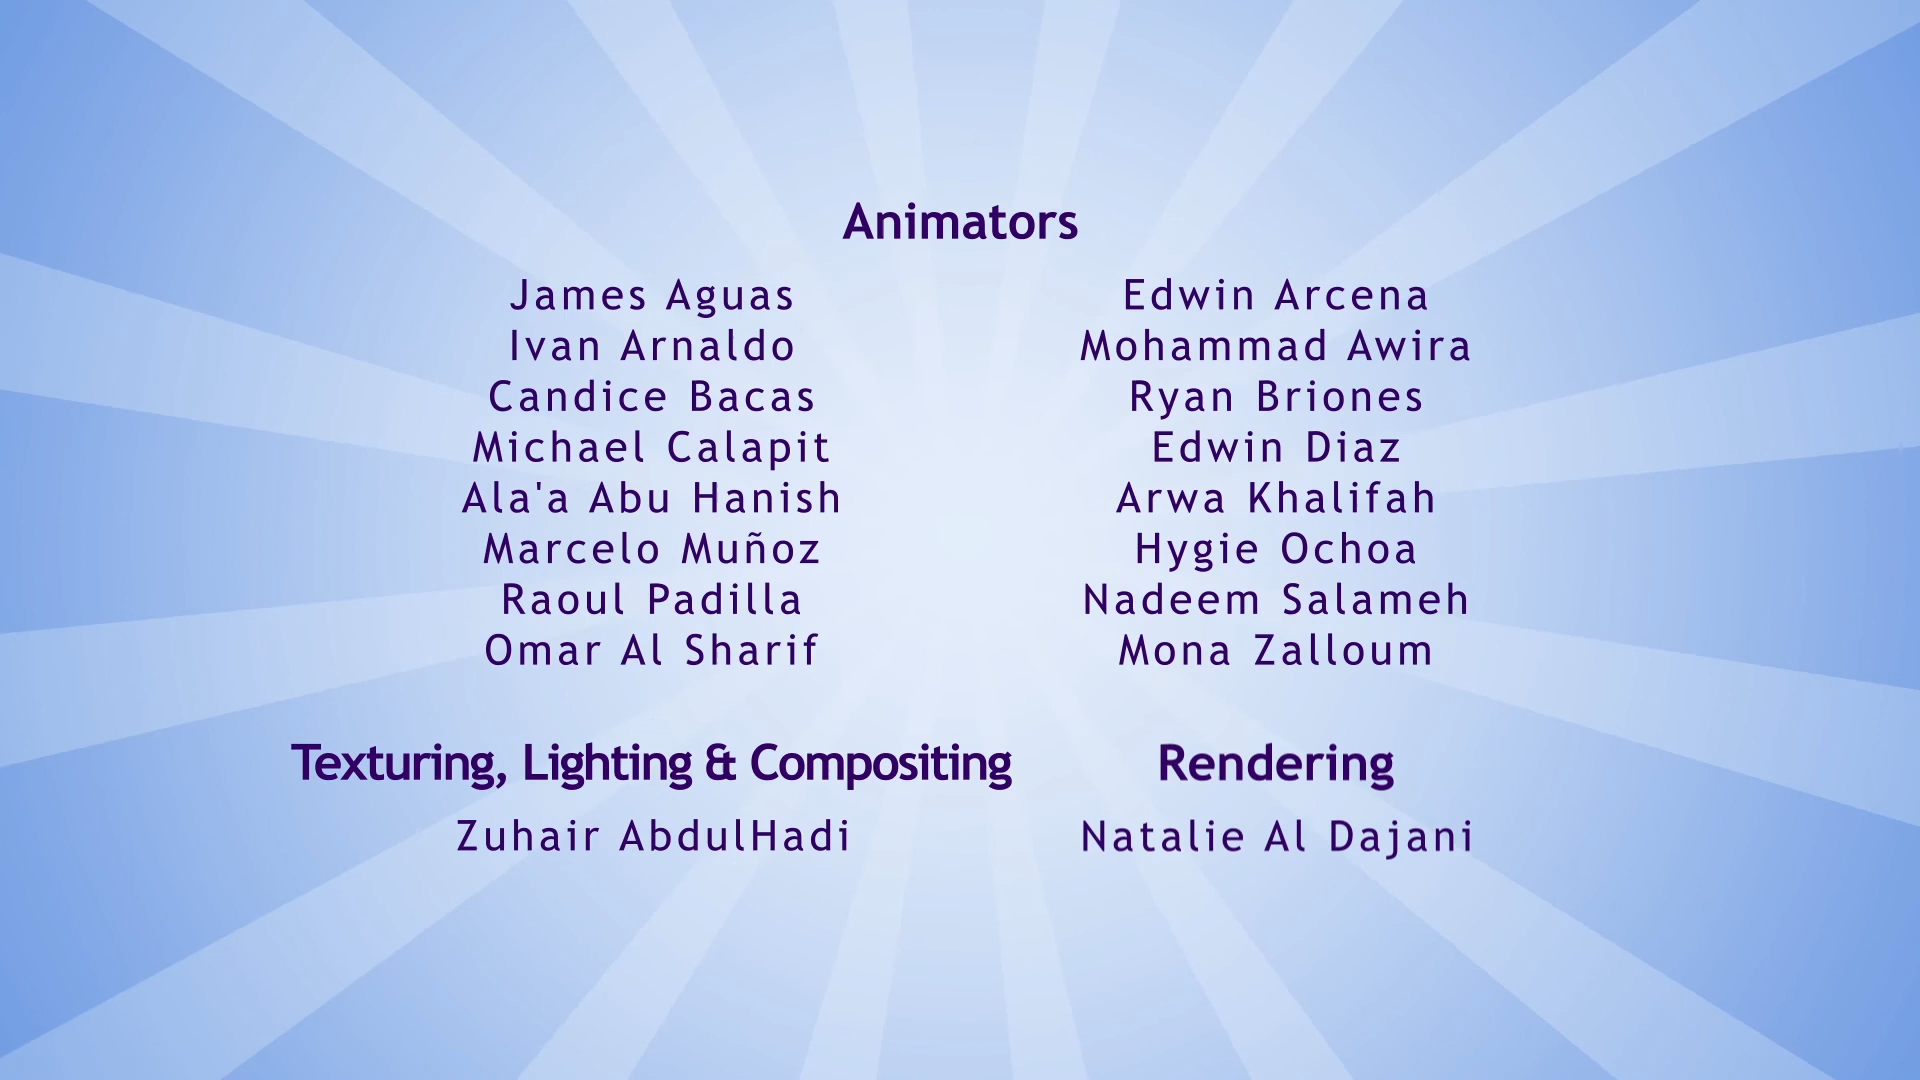 Animators
James Aguas
Edwin Arcena
Ivan Arnaldo
Mohammad Awira
Candice Bacas
Ryan Briones
Michael Calapit
Edwin Diaz
Ala'a Abu Hanish
Arwa Khalifah
Marcelo Muñoz
Hygie Ochoa
Raoul Padilla
Nadeem Salameh
Omar Al Sharif
Mona Zalloum
Texturing, Lighting & Compositing
Zuhair AbdulHadi
Rendering
Natalie Al Dajani